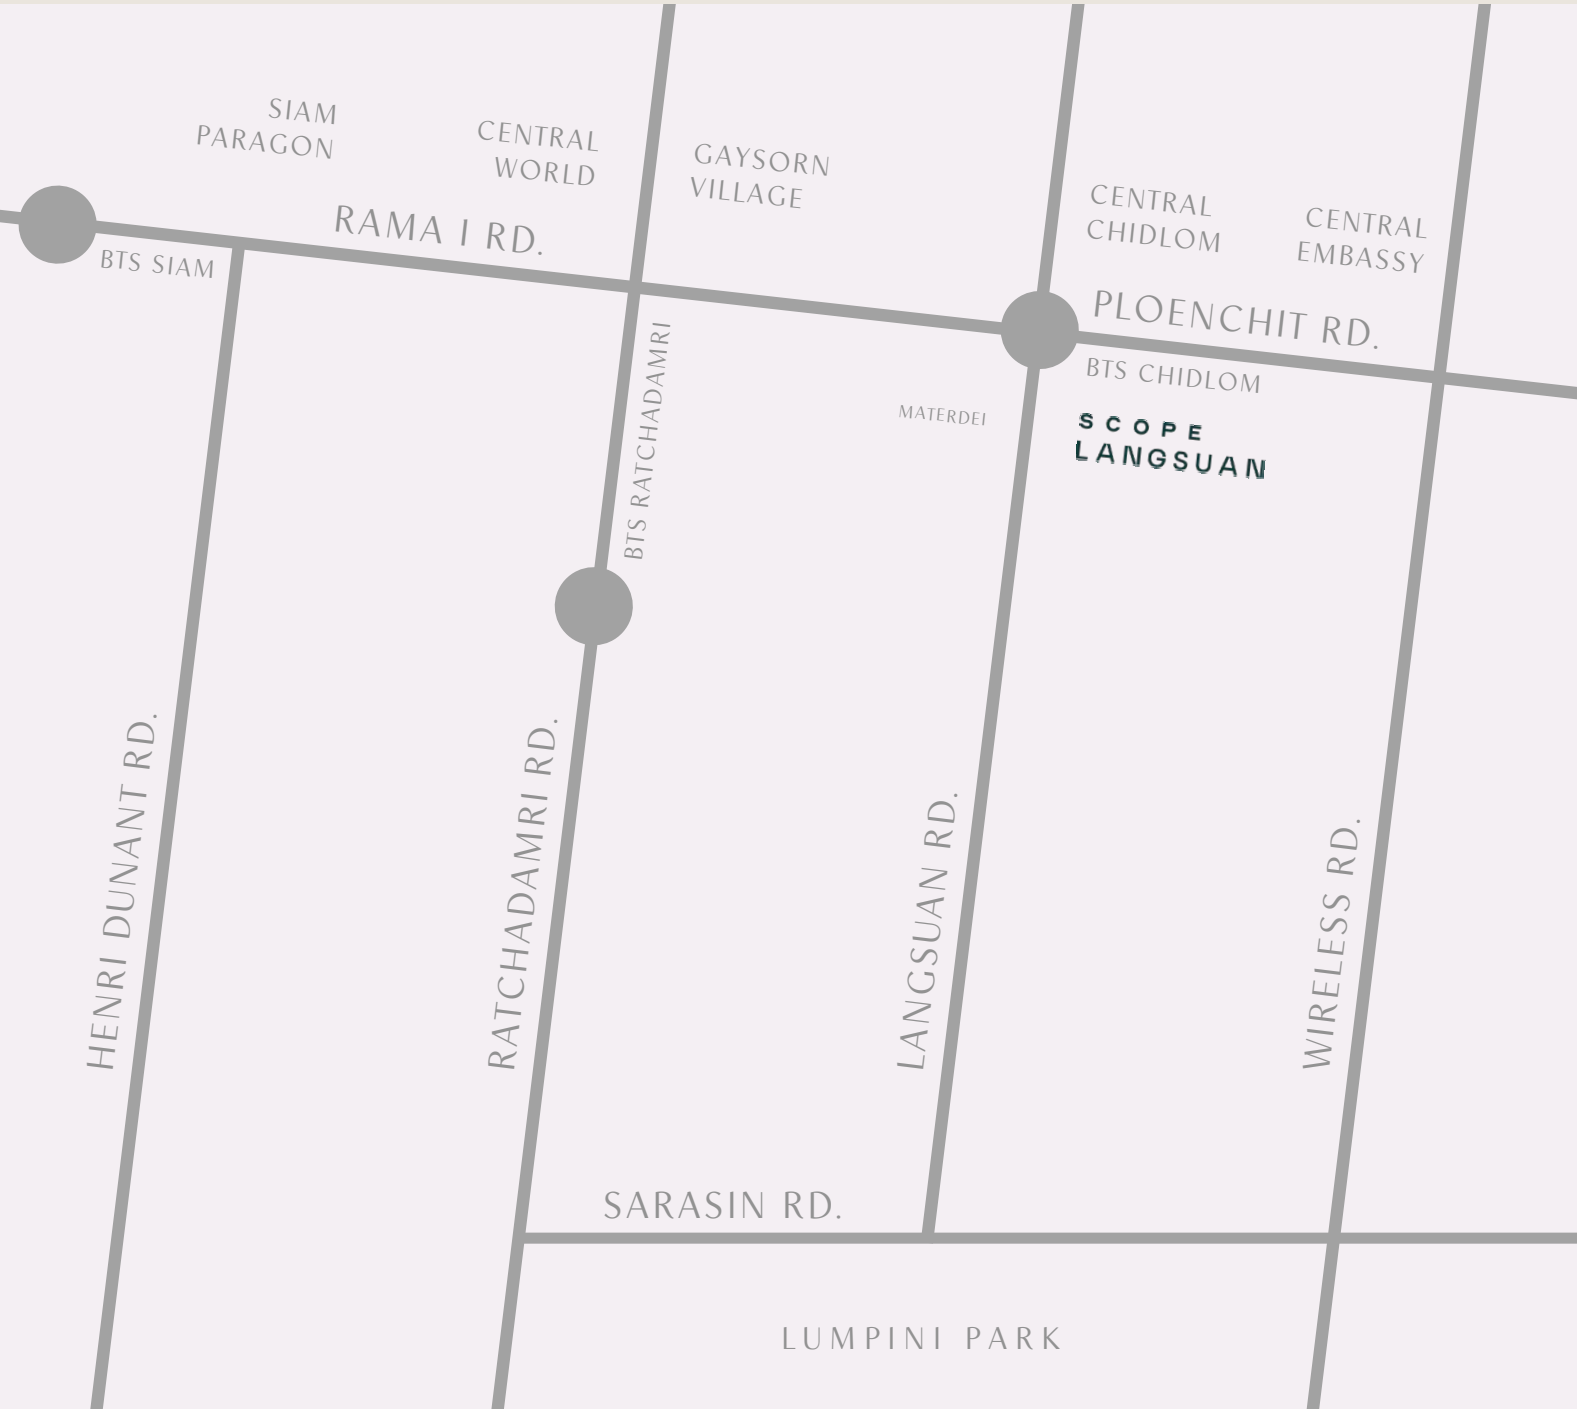 SIAM
PARAGON
CENTRAL
WORLD
GAYSORN
VILLAGE
CENTRAL
CHIDLOM
CENTRAL
EMBASSY
RAMA I RD.
BTS SIAM
PLOENCHIT RD.
BTS CHIDLOM
BTS RATCHADAMRI
MATERDEI
SCOPE
LANGSUAN
HENRI DUNANT RD.
RATCHADAMRI RD.
LANGSUAN RD.
WIRELESS RD.
SARASIN RD.
LUMPINI PARK